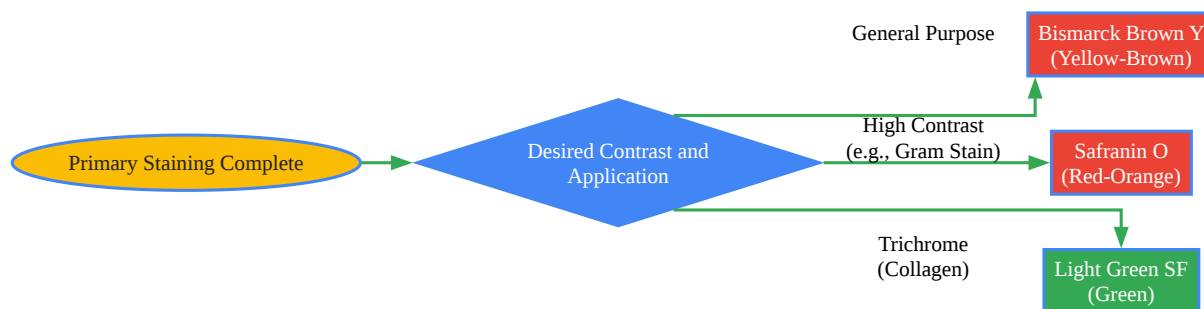 Primary Staining Complete
Desired Contrast and
Application
General Purpose
Bismarck Brown Y
(Yellow-Brown)
High Contrast
(e.g., Gram Stain)
Safranin O
(Red-Orange)
Trichrome
(Collagen)
Light Green SF
(Green)